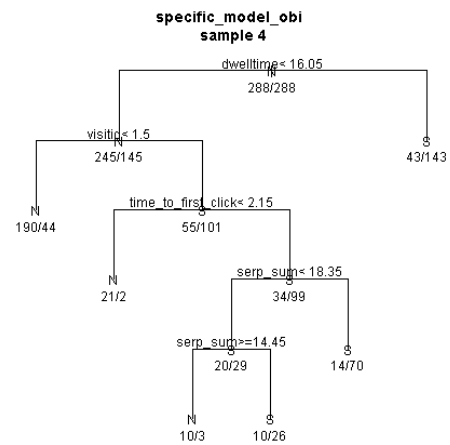 specific_model_obi
sample 4
dwelltime< 16.05
N
288/288
visitid< 1.5
N
245/145
S
43/143
N
190/44
time_to_first_click< 2.15
S
55/101
N
21/2
serp_sum< 18.35
S
34/99
serp_sum>=14.45
S
20/29
S
14/70
N
10/3
S
10/26